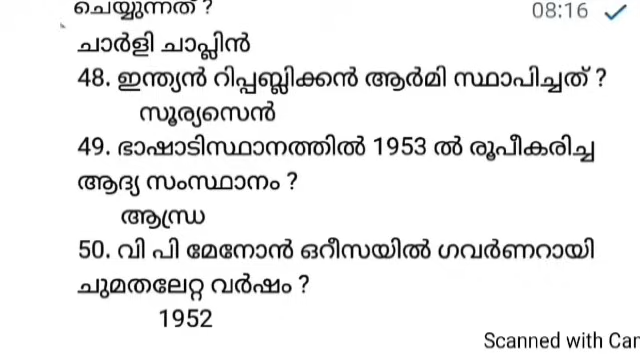 ചെയ്യുന്നത് ?
08:16
ചാർളി ചാപ്ലിൻ
48. ഇന്ത്യൻ റിപ്പബ്ലിക്കൻ ആർമി സ്ഥാപിച്ചത് ?
സൂര്യസെൻ
49. ഭാഷാടിസ്ഥാനത്തിൽ 1953 ൽ രൂപീകരിച്ച
ആദ്യ സംസ്ഥാനം ?
ആന്ധ്ര
50. വി പി മേനോൻ ഒറീസയിൽ ഗവർണറായി
ചുമതലേറ്റ വർഷം ?
1952
Scanned with Cam